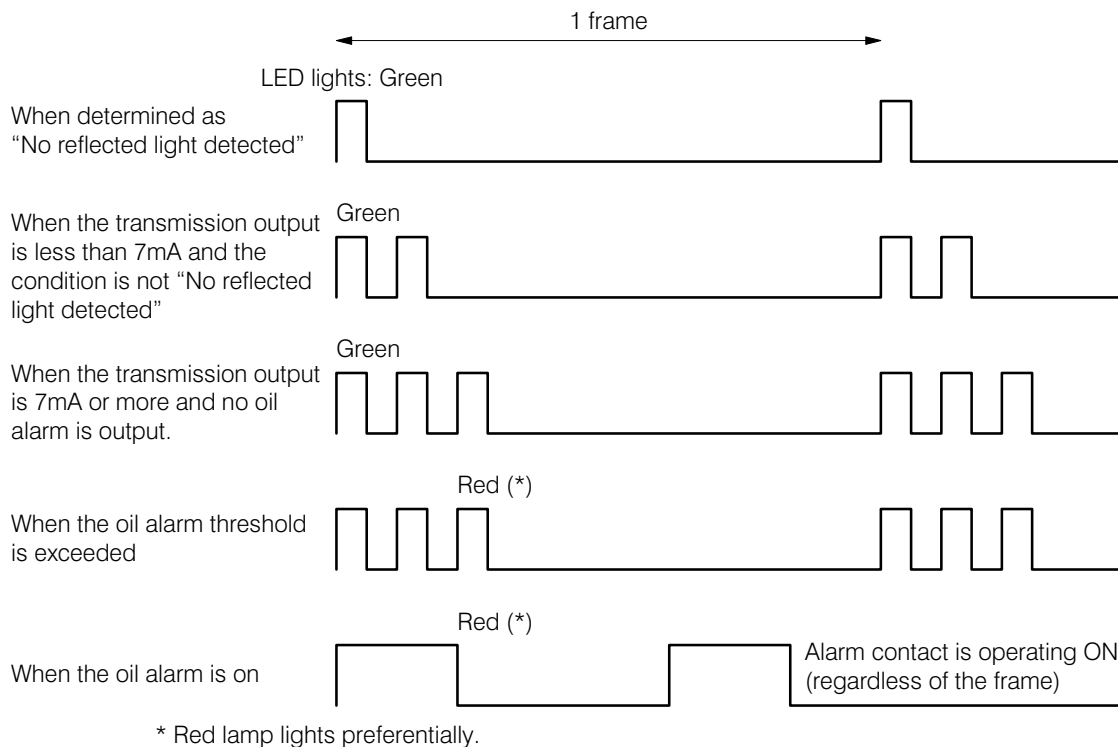 1 frame
LED lights: Green
When determined as
“No reflected light detected”
Green
When the transmission output
is less than 7mA and the
condition is not “No reflected
light detected”
Green
When the transmission output
is 7mA or more and no oil
alarm is output.
Red (*)
When the oil alarm threshold
is exceeded
Red (*)
When the oil alarm is on
Alarm contact is operating ON
(regardless of the frame)
* Red lamp lights preferentially.